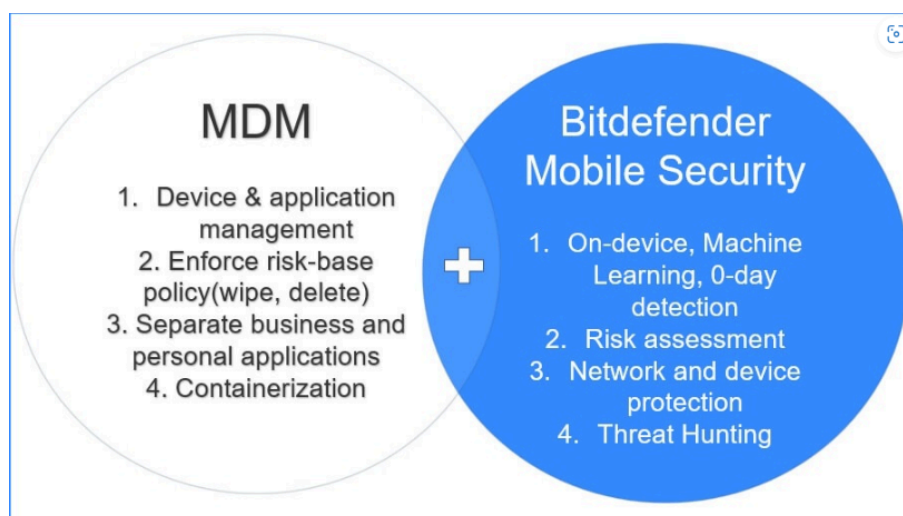 MDM
1. Device & application
management
2. Enforce risk-base
policy(wipe, delete)
3. Separate business and
personal applications
4. Containerization
Bitdefender
Mobile Security
1. On-device, Machine
Learning, 0-day
detection
2. Risk assessment
3. Network and device
protection
4. Threat Hunting